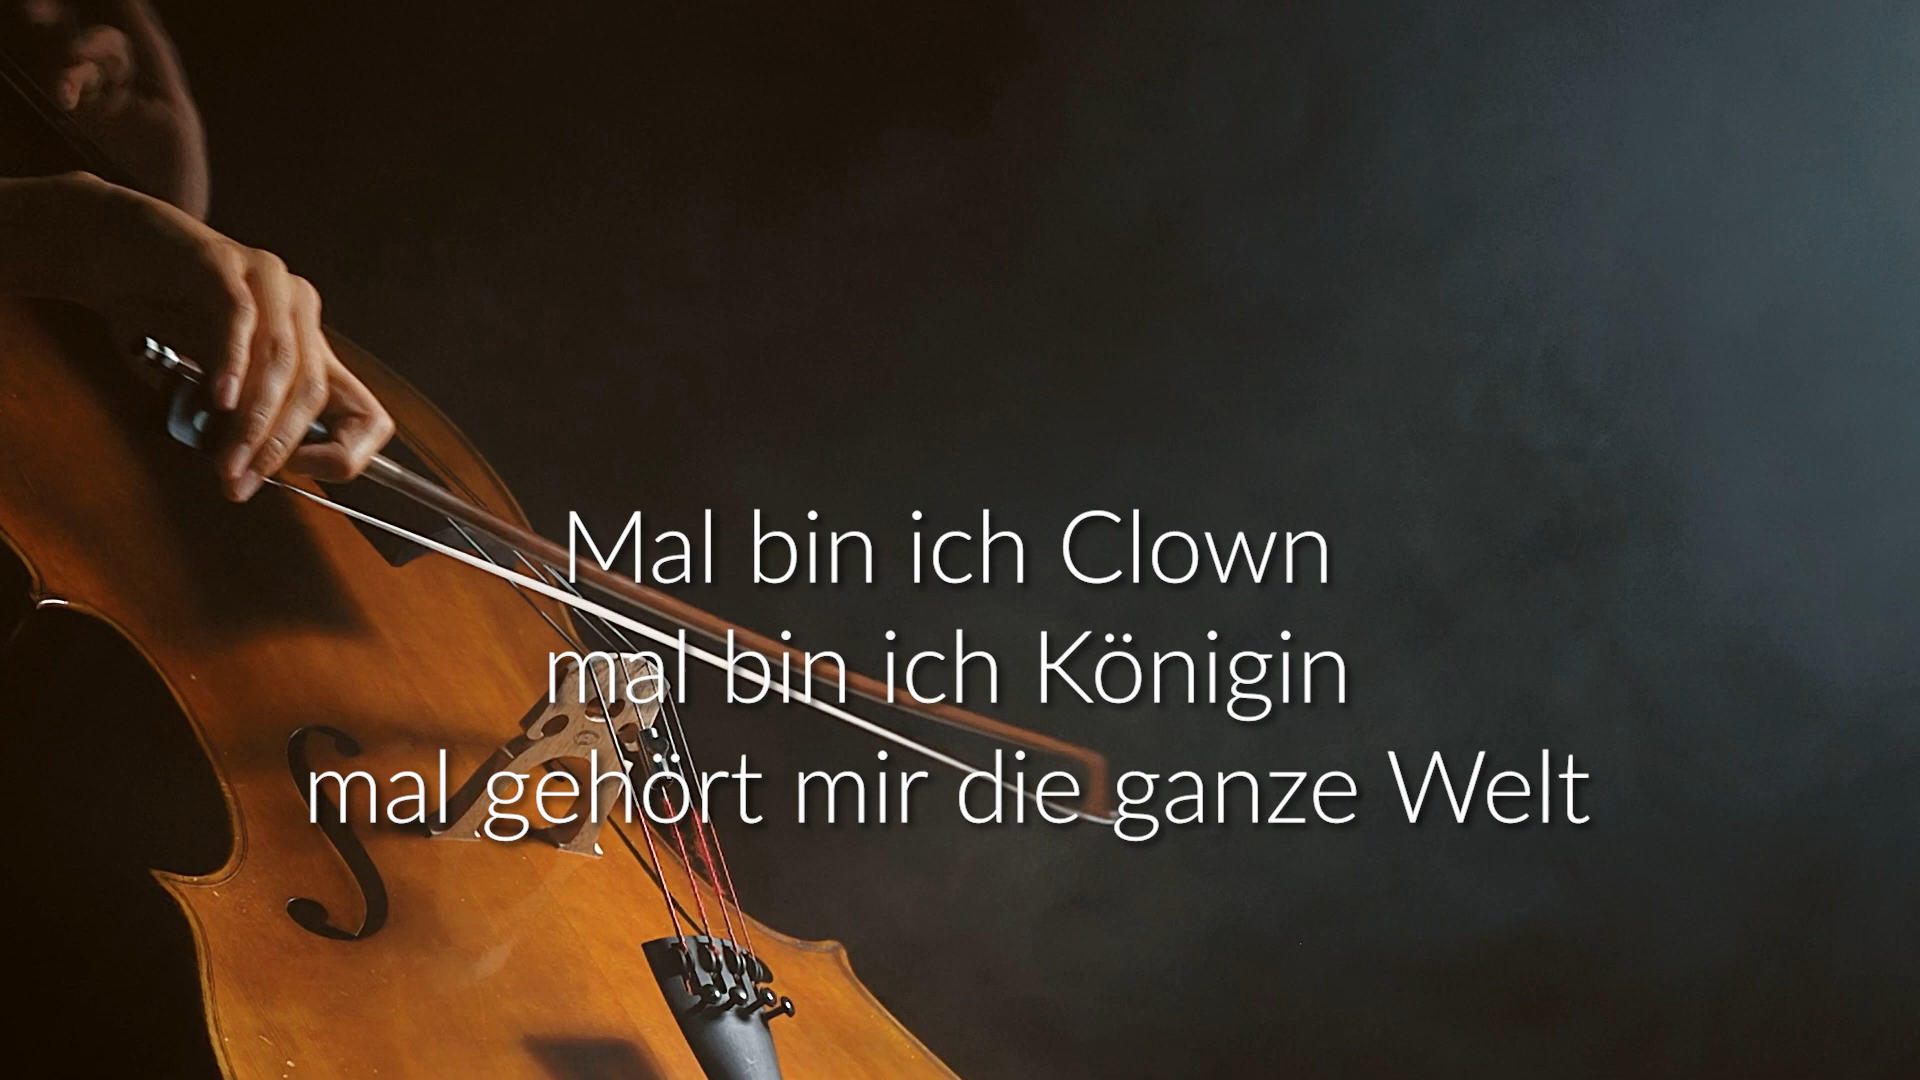 Mal bin ich Clown
mal bin ich Königin
mal gehört mir die ganze Welt